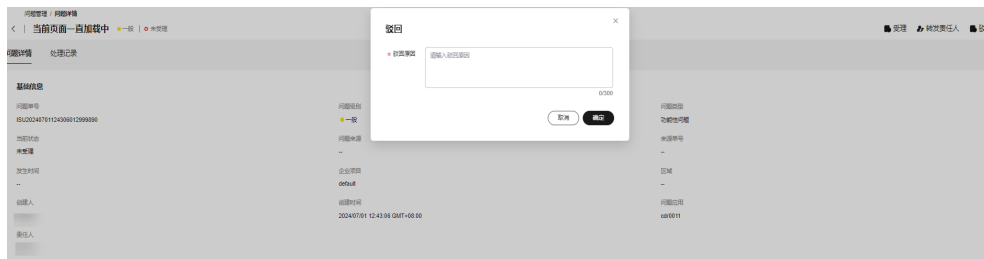 问题管理 / 问题详情
< | 当前页面一直加载中 一般 | 未受理
受理 转发责任人
问题详情 处理记录
驳回
* 驳回原因 请输入驳回原因
0/300
取消 确定
基础信息
问题单号 问题级别 问题类型
ISU2024070112430601299​9890 一般 功能性问题
当前状态 问题来源 来源单号
未受理 -- --
发生时间 企业项目 区域
-- default --
创建人 创建时间 问题应用
2024/07/01 12:43:06 GMT+08:00 cdr0011
责任人